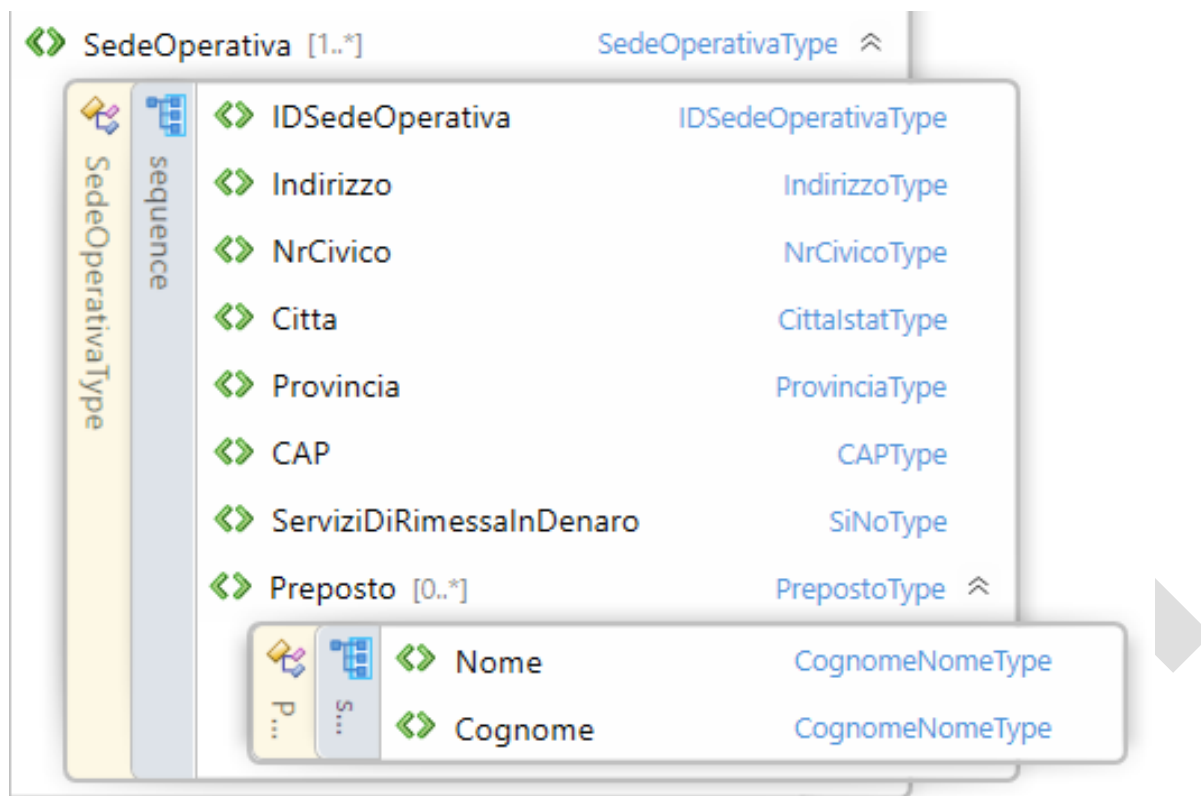 SedeOperativa [1..*] SedeOperativaType
SedeOperativaType
sequence
IDSedeOperativa IDSedeOperativaType
Indirizzo IndirizzoType
NrCivico NrCivicoType
Citta CittaIstatType
Provincia ProvinciaType
CAP CAPType
ServiziDiRimessaInDenaro SiNoType
Preposto [0..*] PrepostoType
P...
s...
Nome CognomeNomeType
Cognome CognomeNomeType